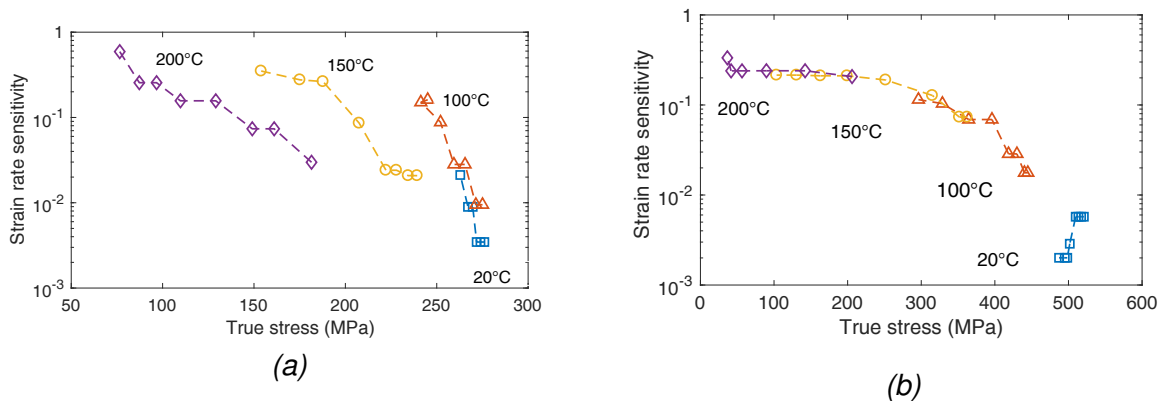 1
10^-1
10^-2
10^-3
Strain rate sensitivity
200°C
150°C
100°C
20°C
50 100 150 200 250 300
True stress (MPa)
(a)
1
10^-1
10^-2
10^-3
Strain rate sensitivity
200°C
150°C
100°C
20°C
0 100 200 300 400 500 600
True stress (MPa)
(b)